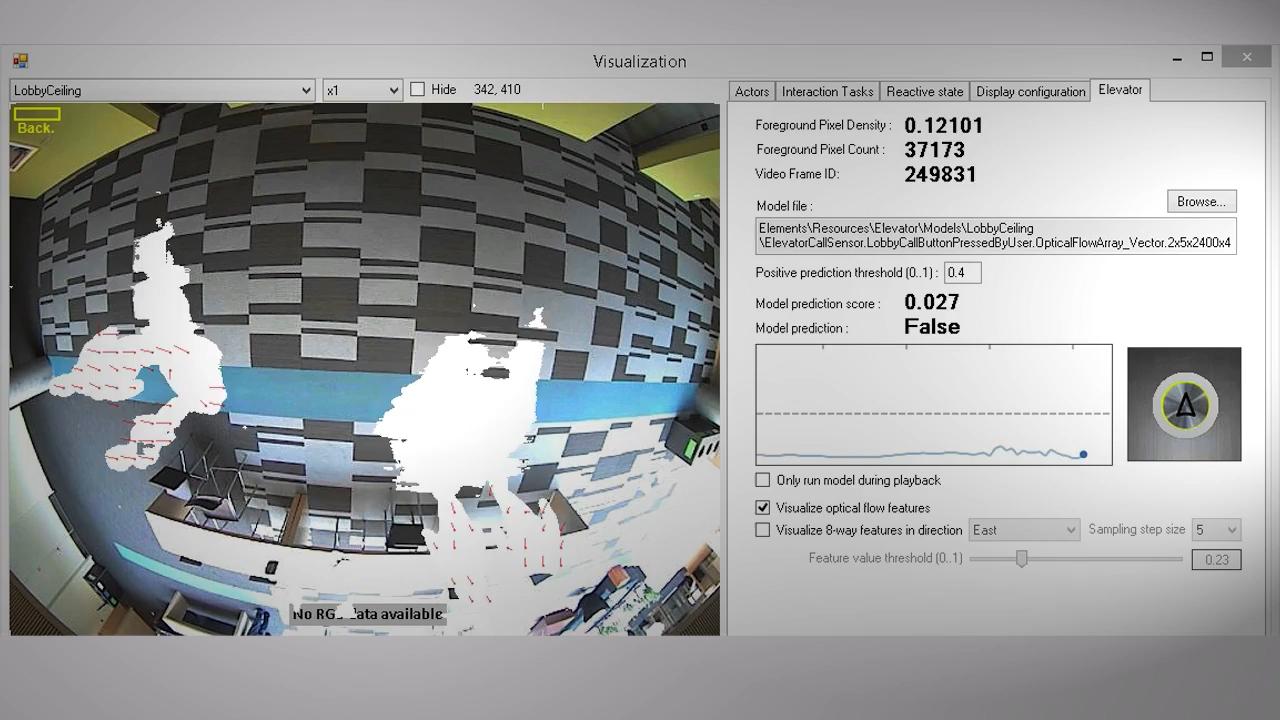 Visualization
LobbyCeiling
x1
Hide
342, 410
Back.
No RG
ata available
Actors
Interaction Tasks
Reactive state
Display configuration
Elevator
Foreground Pixel Density : 0.12101
Foreground Pixel Count : 37173
Video Frame ID: 249831
Model file :
Browse...
Elements\Resources\Elevator\Models\LobbyCeiling
\ElevatorCallSensor.LobbyCallButtonPressedByUser.OpticalFlowArray_Vector.2x5x2400x4
Positive prediction threshold (0..1) : 0.4
Model prediction score : 0.027
Model prediction : False
Only run model during playback
Visualize optical flow features
Visualize 8-way features in direction East Sampling step size 5
Feature value threshold (0..1) 0.23